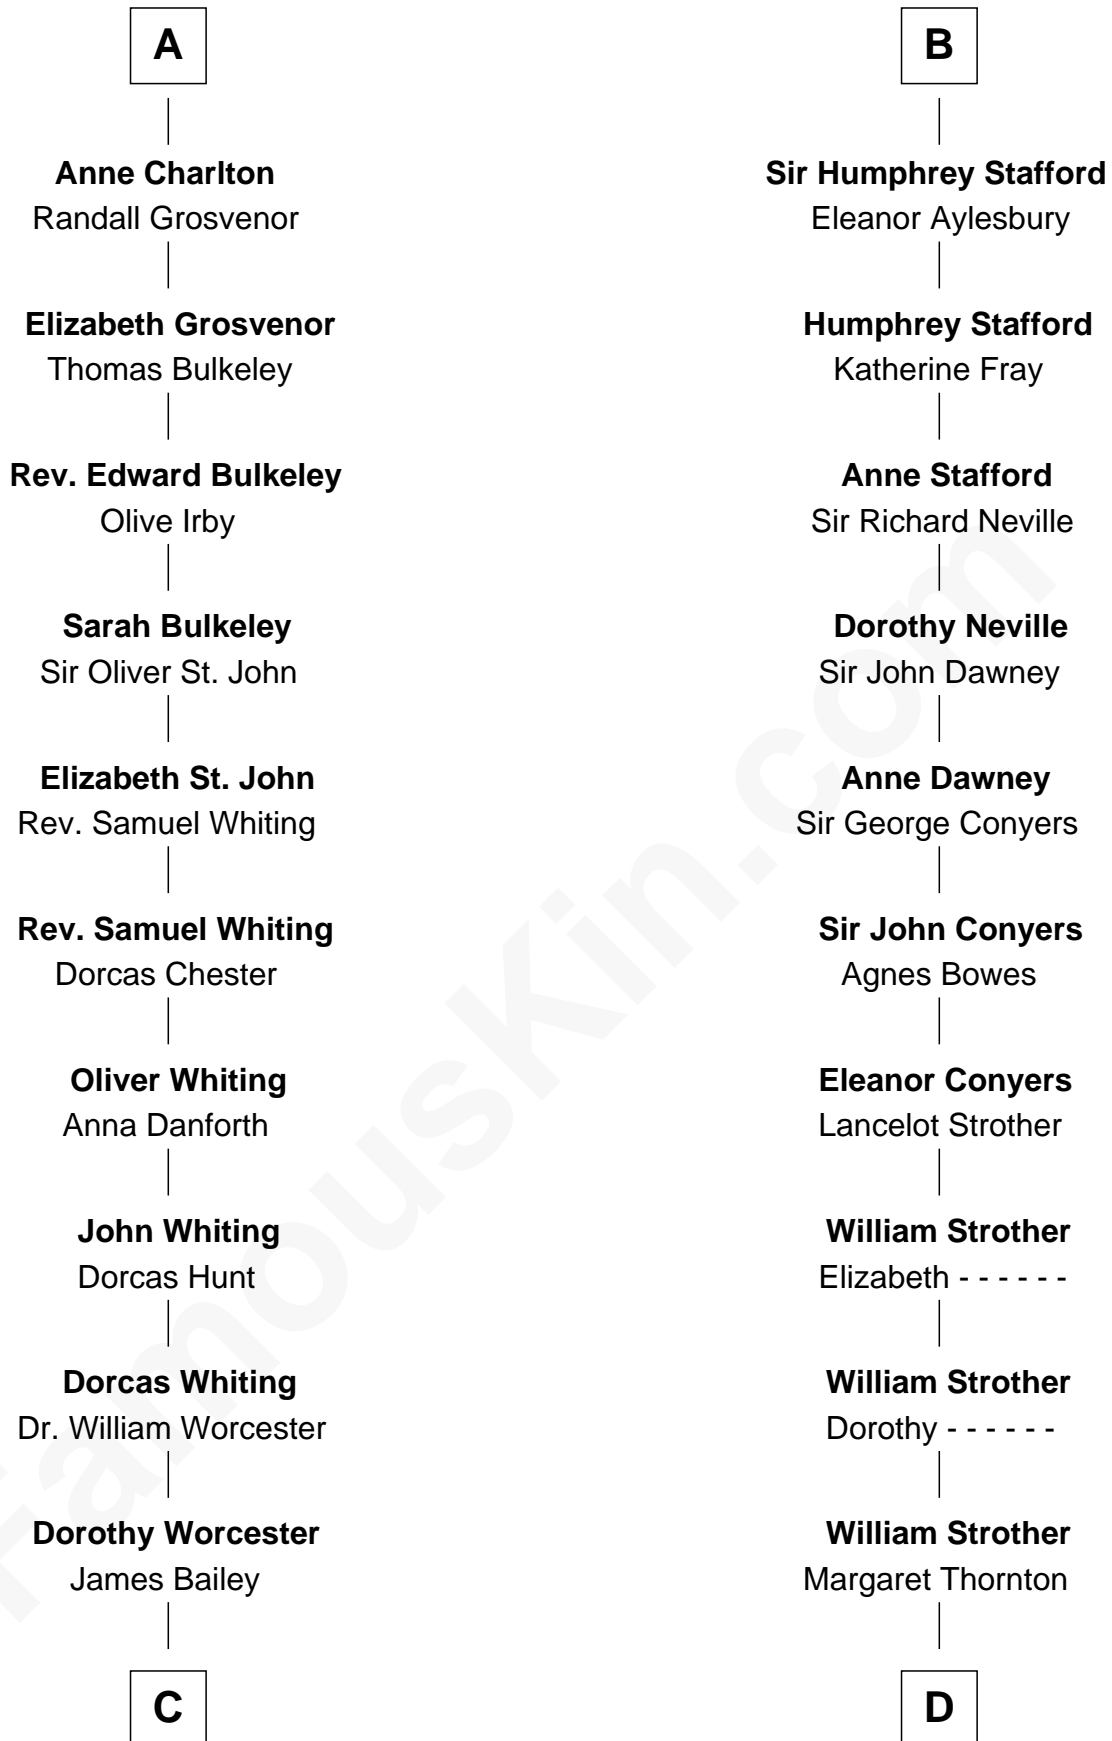 A
Anne Charlton
Randall Grosvenor
Elizabeth Grosvenor
Thomas Bulkeley
Rev. Edward Bulkeley
Olive Irby
Sarah Bulkeley
Sir Oliver St. John
Elizabeth St. John
Rev. Samuel Whiting
Rev. Samuel Whiting
Dorcas Chester
Oliver Whiting
Anna Danforth
John Whiting
Dorcas Hunt
Dorcas Whiting
Dr. William Worcester
Dorothy Worcester
James Bailey
C
B
Sir Humphrey Stafford
Eleanor Aylesbury
Humphrey Stafford
Katherine Fray
Anne Stafford
Sir Richard Neville
Dorothy Neville
Sir John Dawney
Anne Dawney
Sir George Conyers
Sir John Conyers
Agnes Bowes
Eleanor Conyers
Lancelot Strother
William Strother
Elizabeth - - - - - -
William Strother
Dorothy - - - - - -
William Strother
Margaret Thornton
D
FamousKin.com